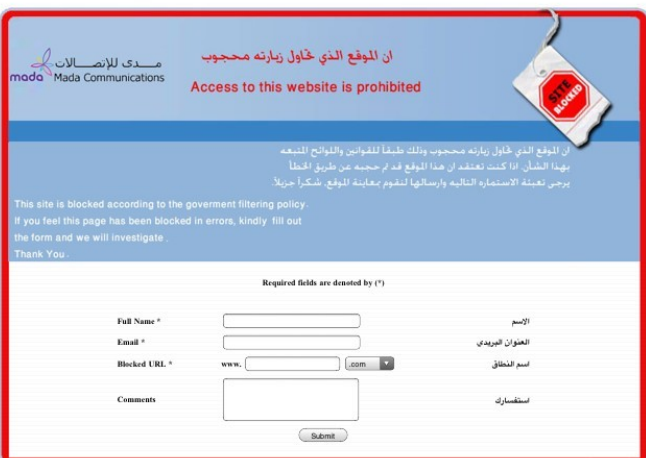 مــــدى للإتصـــــالات
mada Mada Communications
ان الموقع الذي تحاول زيارته محجوب
Access to this website is prohibited
SITE
BLOCKED
ان الموقع الذي تحاول زيارته محجوب وذلك طبقاً للقوانين واللوائح المتبعه
بهذا الشأن. اذا كنت تعتقد ان هذا الموقع قد تم حجبه عن طريق الخطأ
يرجى تعبئة الاستماره التاليه وارسالها لنقوم بمعاينة الموقع. شكراً جزيلاً.
This site is blocked according to the goverment filtering policy.
If you feel this page has been blocked in errors, kindly fill out
the form and we will investigate .
Thank You .
Required fields are denoted by (*)
Full Name * الاسم
Email * العنوان البريدي
Blocked URL * www. .com اسم النطاق
Comments استفسارك
Submit